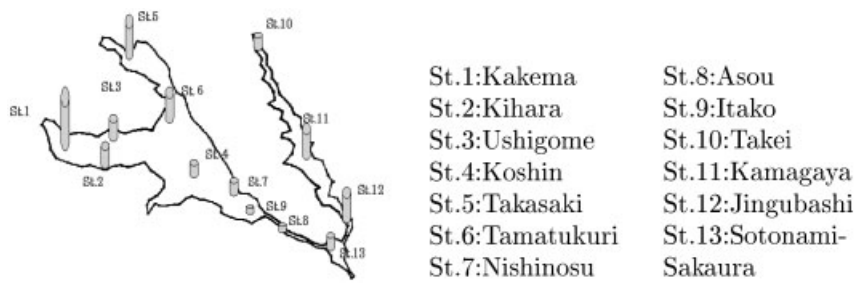 St.5
St.10
St.3
St.6
St.1
St.11
St.4
St.2
St.7
St.12
St.9
St.8
St.13
St.1:Kakema
St.2:Kihara
St.3:Ushigome
St.4:Koshin
St.5:Takasaki
St.6:Tamatukuri
St.7:Nishinosu
St.8:Asou
St.9:Itako
St.10:Takei
St.11:Kamagaya
St.12:Jingubashi
St.13:Sotonami-
Sakaura